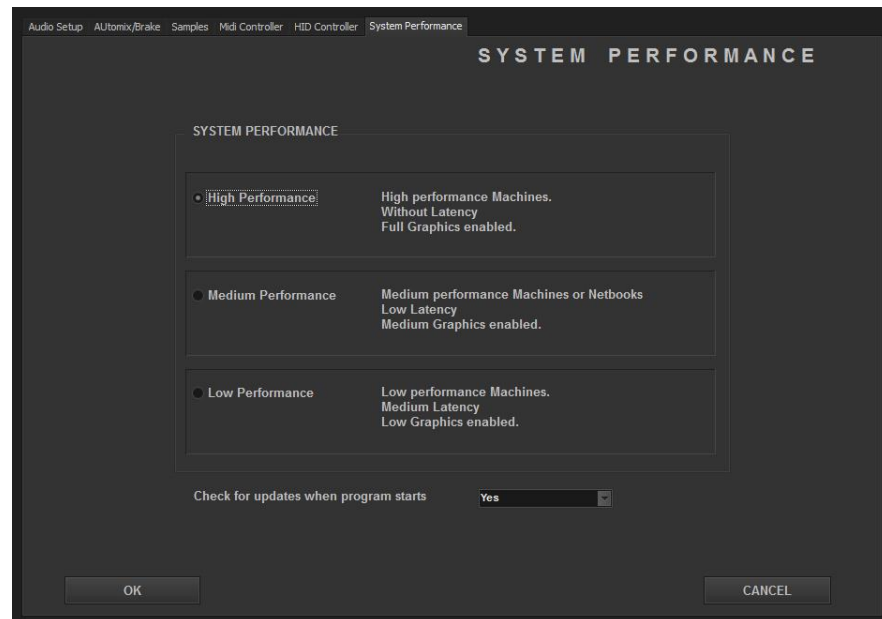 Audio Setup AUtomix/Brake Samples Midi Controller HID Controller System Performance
SYSTEM PERFORMANCE
SYSTEM PERFORMANCE
High Performance
High performance Machines.
Without Latency
Full Graphics enabled.
Medium Performance
Medium performance Machines or Netbooks
Low Latency
Medium Graphics enabled.
Low Performance
Low performance Machines.
Medium Latency
Low Graphics enabled.
Check for updates when program starts Yes
OK CANCEL